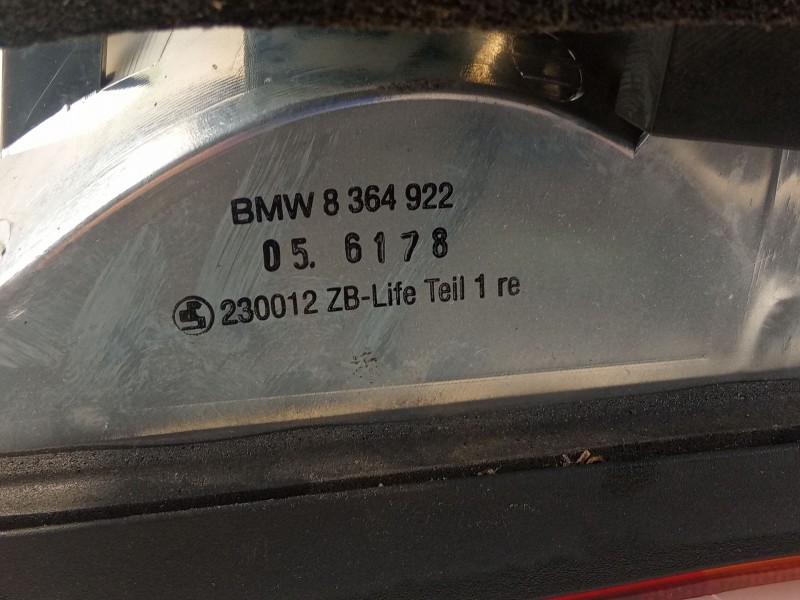 BMW 8 364 922
05. 6178
230012 ZB-Life Teil 1 re